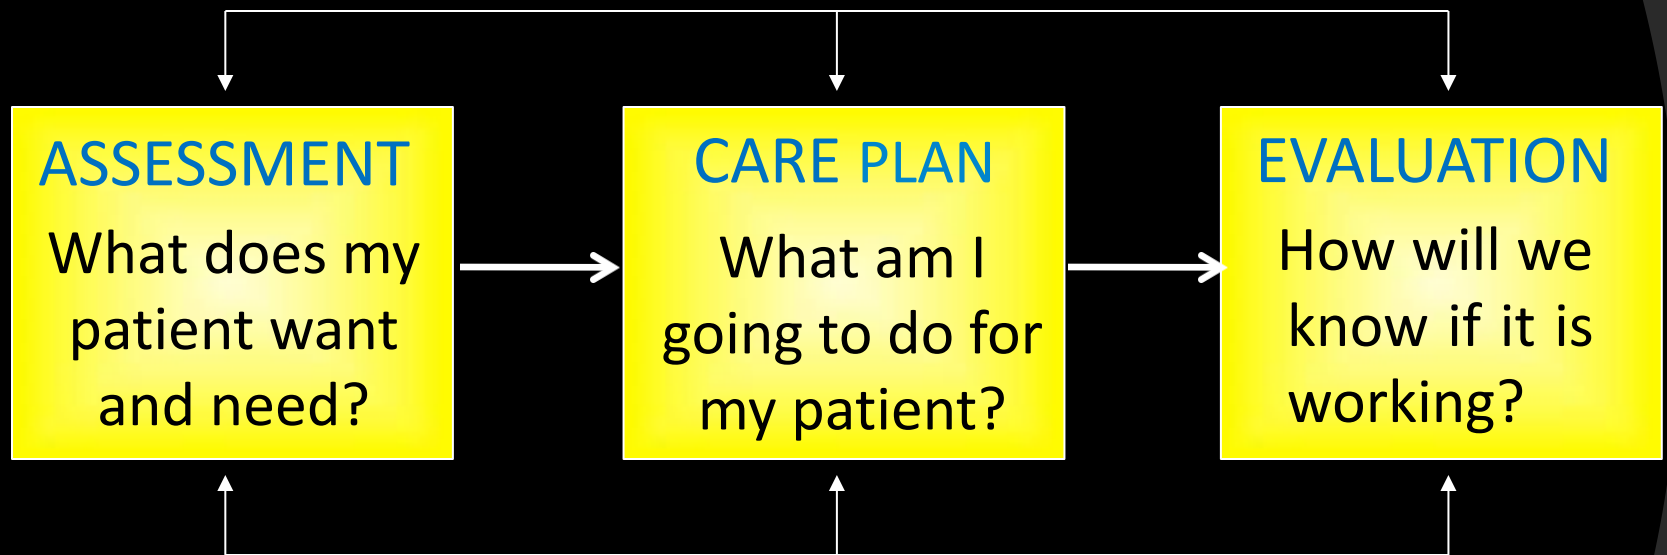 ASSESSMENT
What does my
patient want
and need?
CARE PLAN
What am I
going to do for
my patient?
EVALUATION
How will we
know if it is
working?